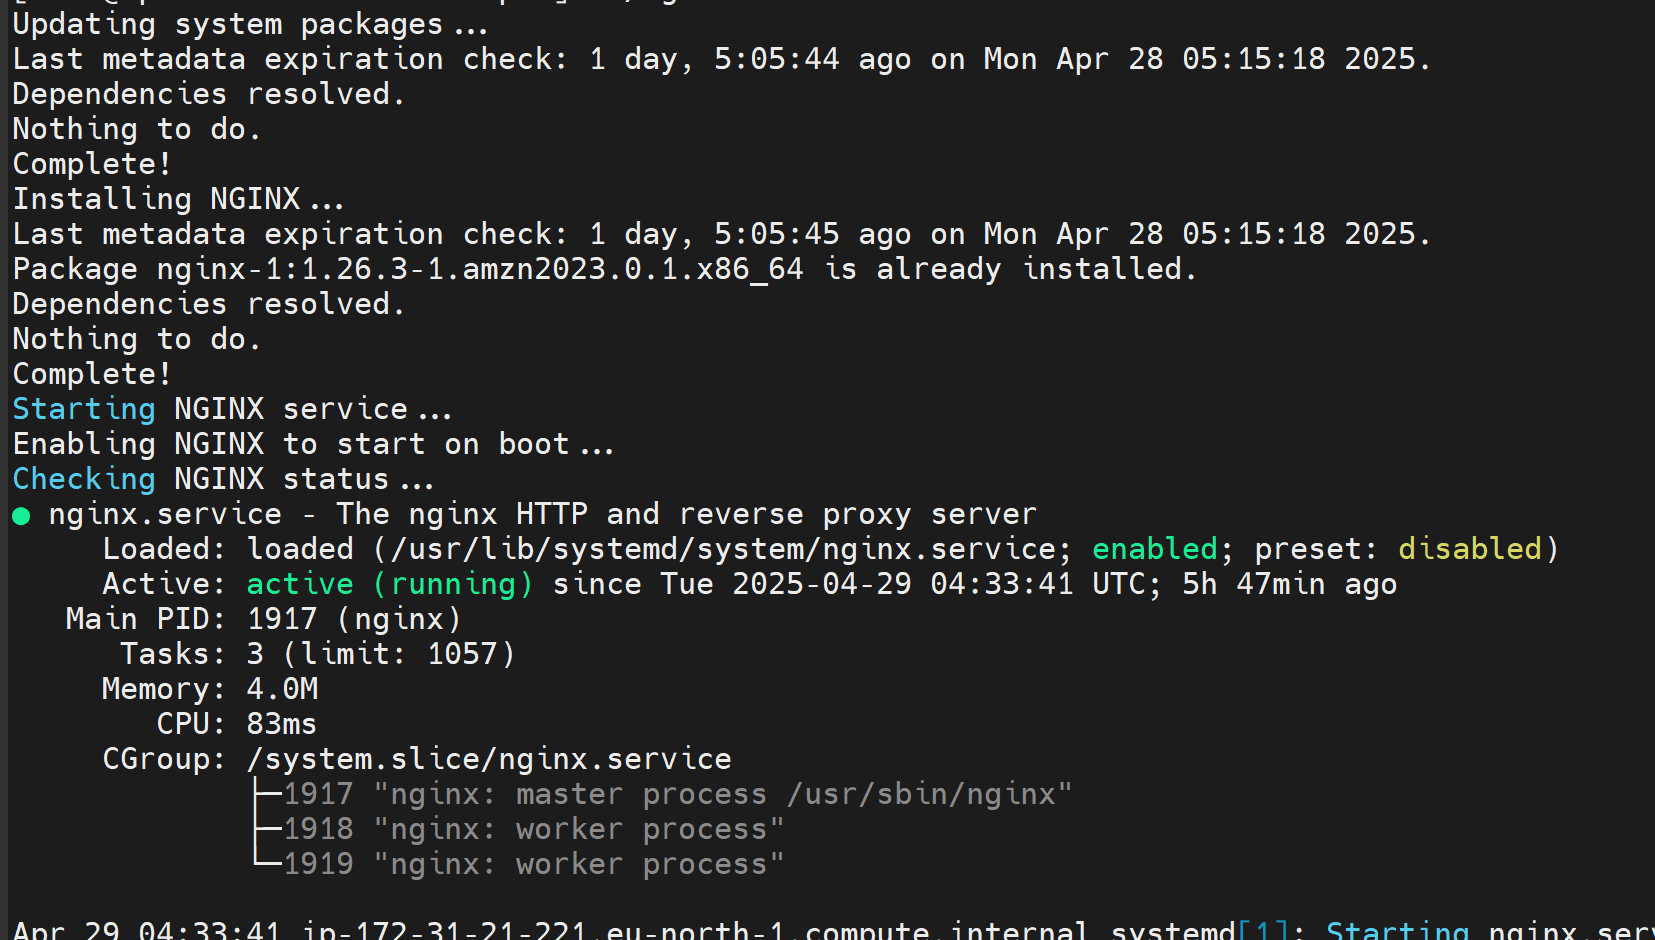 Updating system packages...
Last metadata expiration check: 1 day, 5:05:44 ago on Mon Apr 28 05:15:18 2025.
Dependencies resolved.
Nothing to do.
Complete!
Installing NGINX...
Last metadata expiration check: 1 day, 5:05:45 ago on Mon Apr 28 05:15:18 2025.
Package nginx-1:1.26.3-1.amzn2023.0.1.x86_64 is already installed.
Dependencies resolved.
Nothing to do.
Complete!
Starting NGINX service...
Enabling NGINX to start on boot...
Checking NGINX status...
● nginx.service - The nginx HTTP and reverse proxy server
Loaded: loaded (/usr/lib/systemd/system/nginx.service; enabled; preset: disabled)
Active: active (running) since Tue 2025-04-29 04:33:41 UTC; 5h 47min ago
Main PID: 1917 (nginx)
Tasks: 3 (limit: 1057)
Memory: 4.0M
CPU: 83ms
CGroup: /system.slice/nginx.service
├─1917 "nginx: master process /usr/sbin/nginx"
├─1918 "nginx: worker process"
└─1919 "nginx: worker process"
Apr 29 04:33:41 ip-172-31-21-221.eu-north-1.compute.internal systemd[1]: Starting nginx.serv